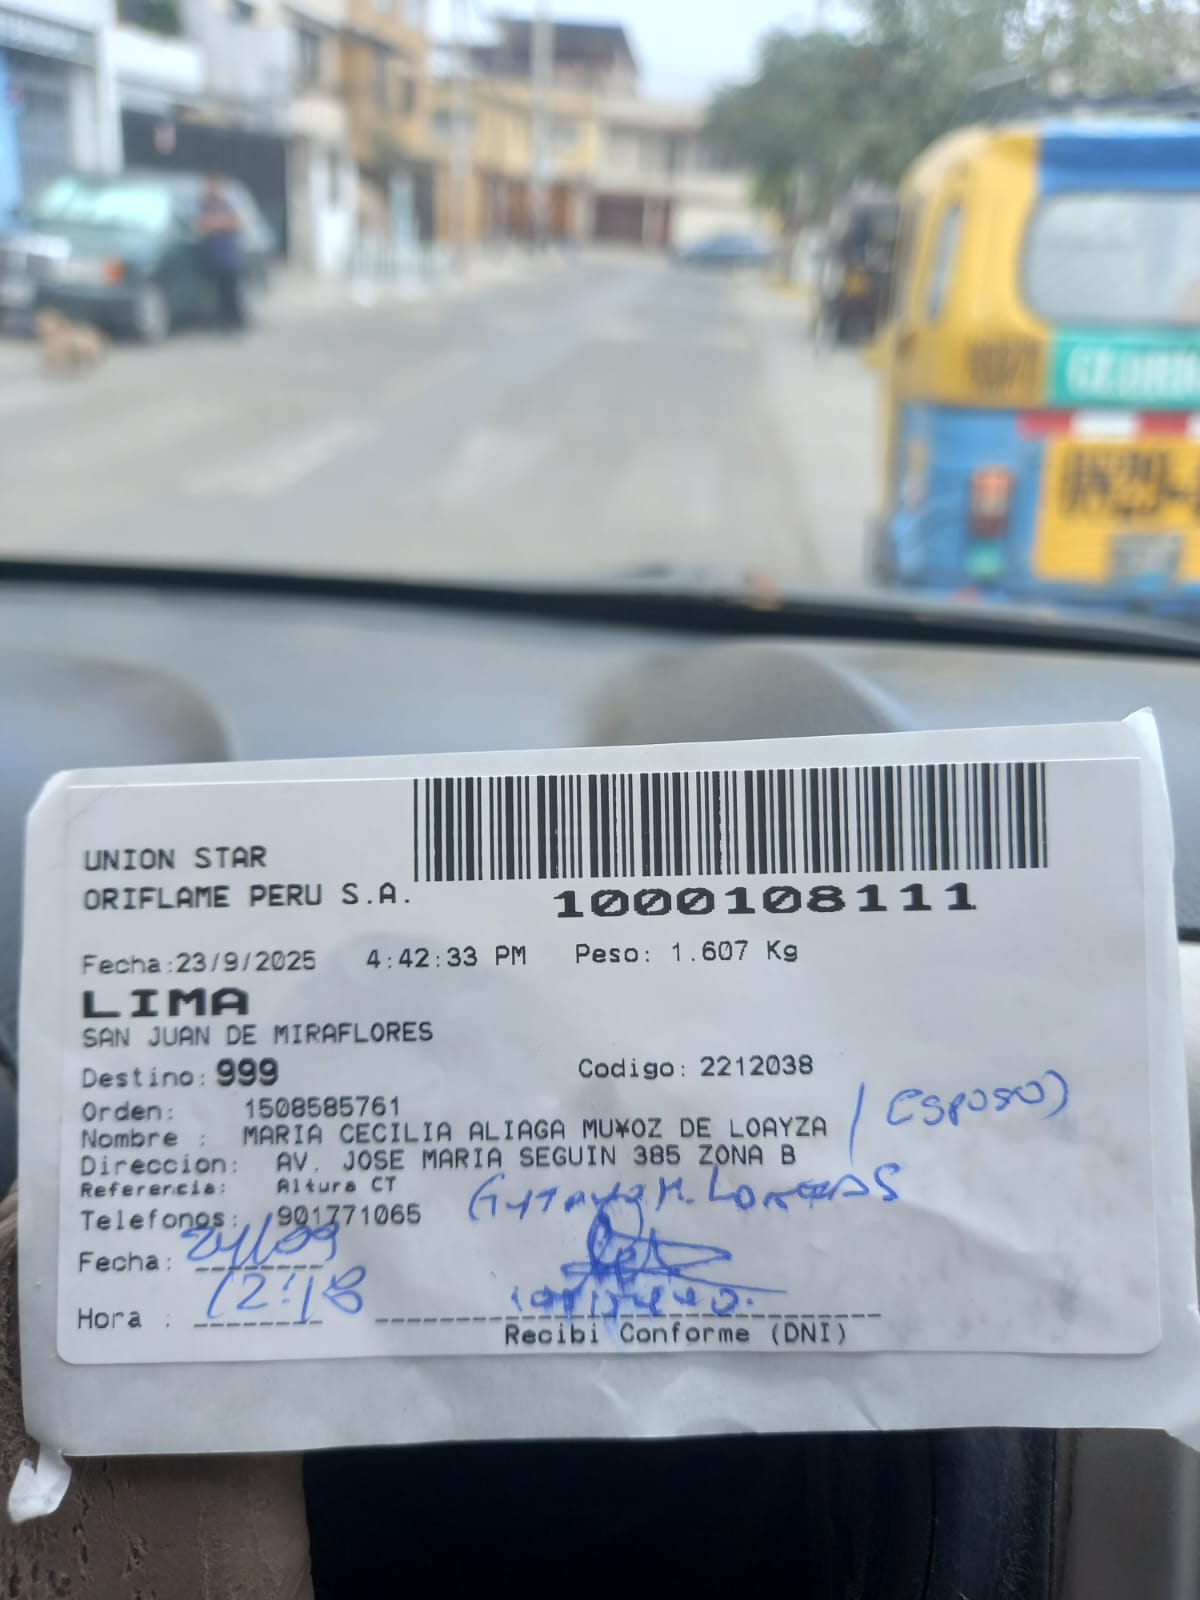 UNION STAR
ORIFLAME PERU S.A.
1000108111
Fecha:23/9/2025 4:42:33 PM Peso: 1.607 Kg
LIMA
SAN JUAN DE MIRAFLORES
Destino: 999 Codigo: 2212038
Orden: 1508585761
Nombre : MARIA CECILIA ALIAGA MU¥OZ DE LOAYZA / (ESPOSO)
Direccion: AV. JOSE MARIA SEGUIN 385 ZONA B
Referencia: Altura CT
Telefonos: 901771065
Fecha: 24/09
Hora : 12:18
Recibi Conforme (DNI)